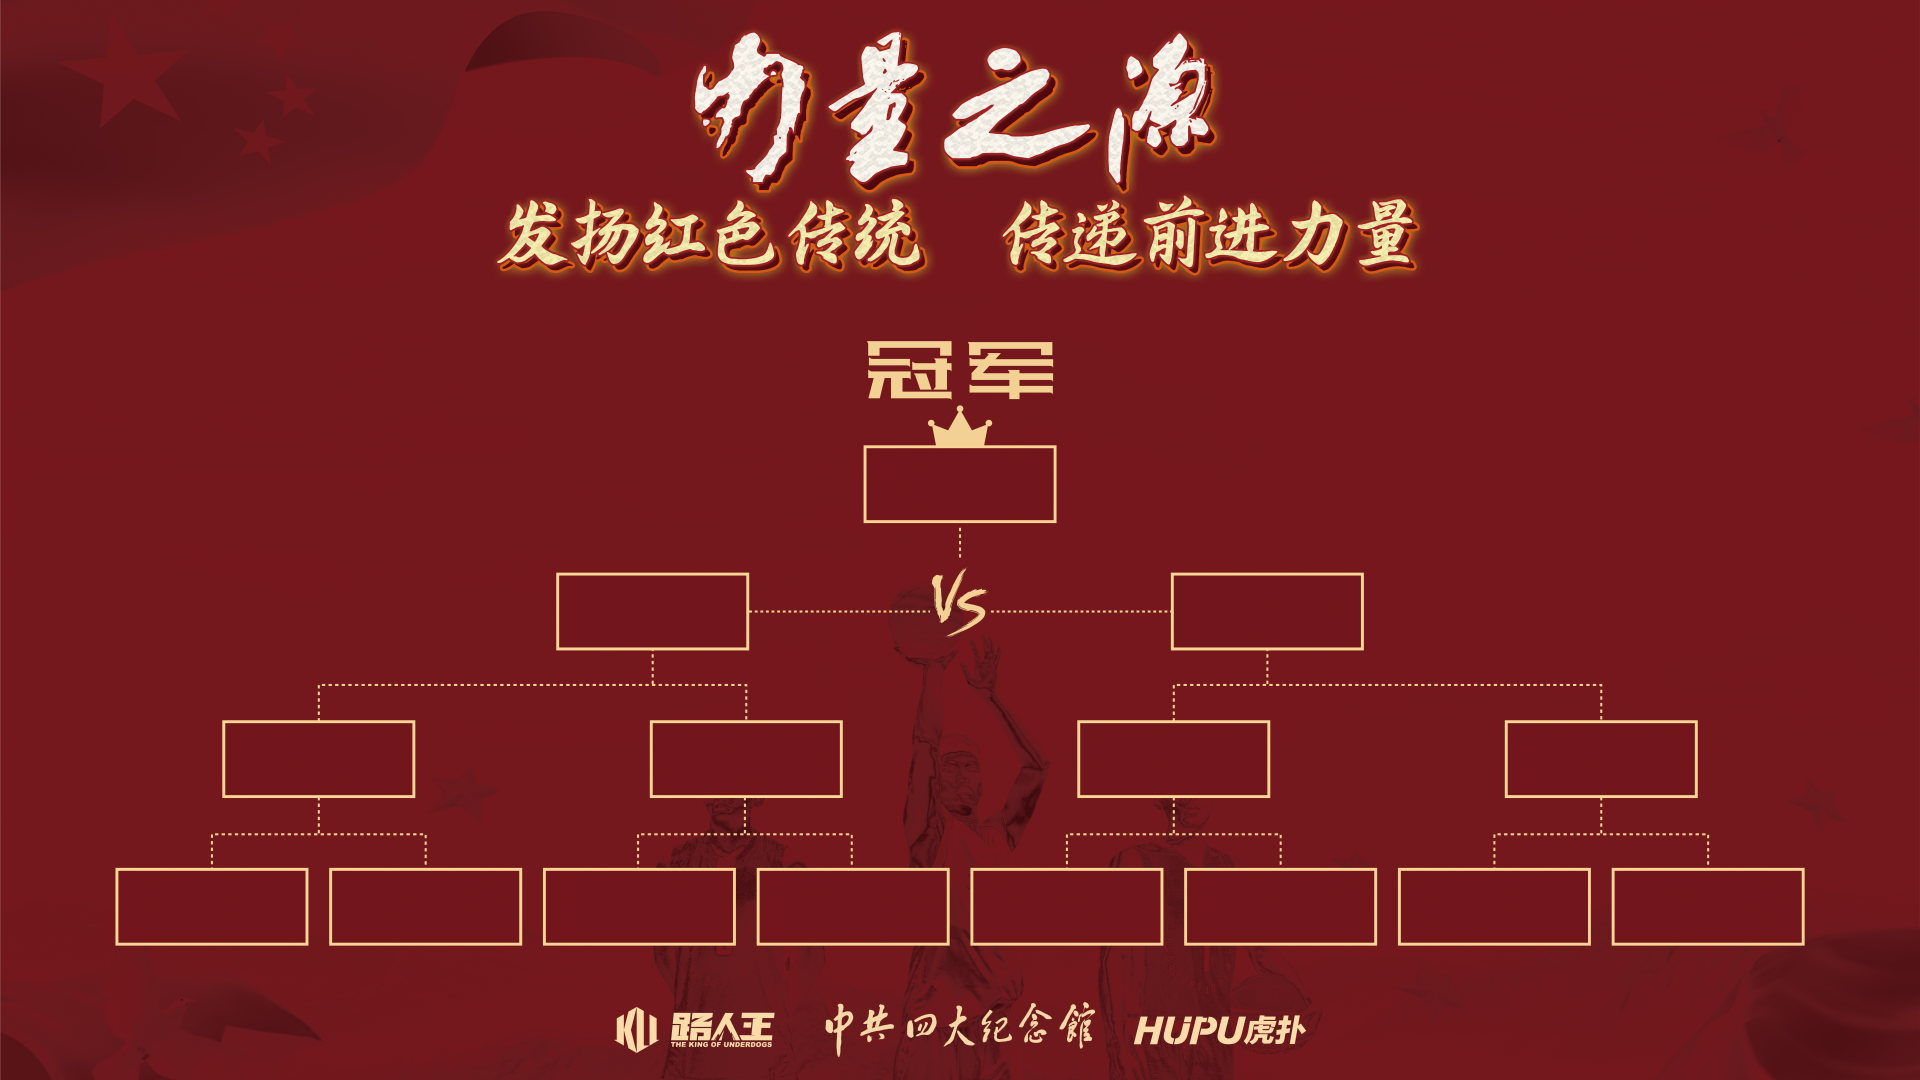 力量之源
发扬红色传统 传递前进力量
冠军
VS
KU 路人王 THE KING OF UNDERDOGS
中共四大纪念館
HUPU虎扑